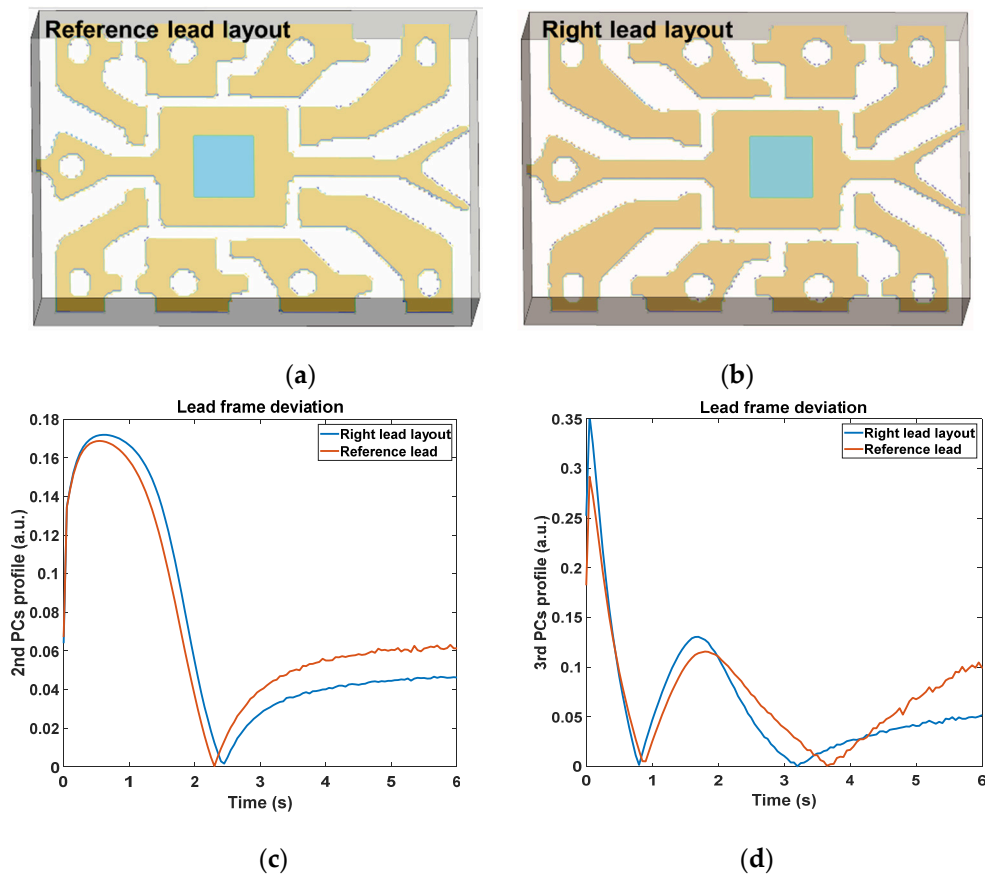 Reference lead layout
Right lead layout
(a)
(b)
Lead frame deviation
0.18
0.16
0.14
0.12
0.1
0.08
0.06
0.04
0.02
0
2nd PCs profile (a.u.)
Right lead layout
Reference lead
0 1 2 3 4 5 6
Time (s)
Lead frame deviation
0.35
0.3
0.25
0.2
0.15
0.1
0.05
0
3rd PCs profile (a.u.)
Right lead layout
Reference lead
0 1 2 3 4 5 6
Time (s)
(c)
(d)